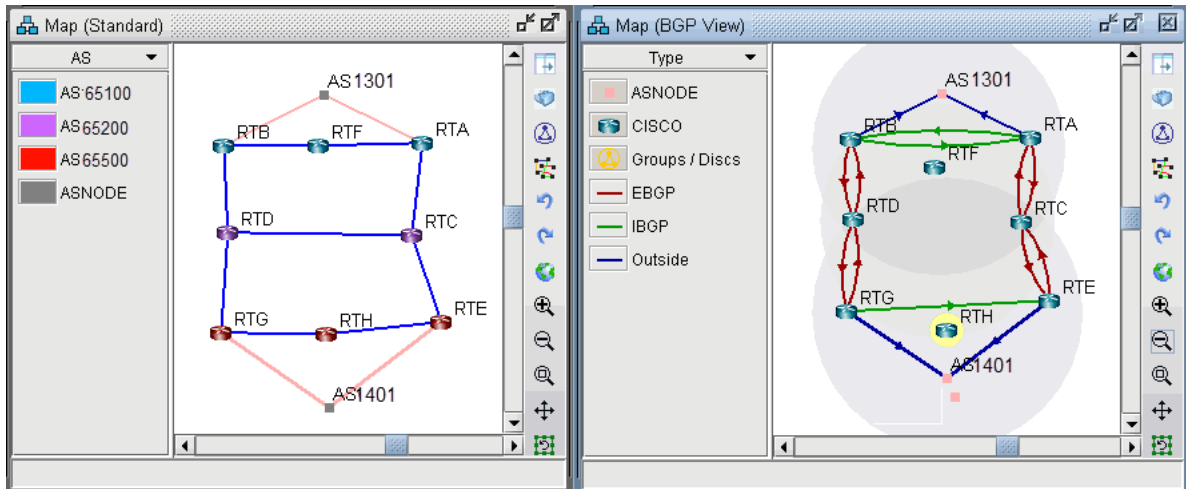 Map (Standard)
AS
AS 65100
AS 65200
AS 65500
ASNODE
AS1301
RTB
RTF
RTA
RTD
RTC
RTG
RTH
RTE
AS1401
Map (BGP View)
Type
ASNODE
CISCO
Groups / Discs
EBGP
IBGP
Outside
AS1301
RTB
RTA
RTF
RTD
RTC
RTG
RTE
RTH
AS1401